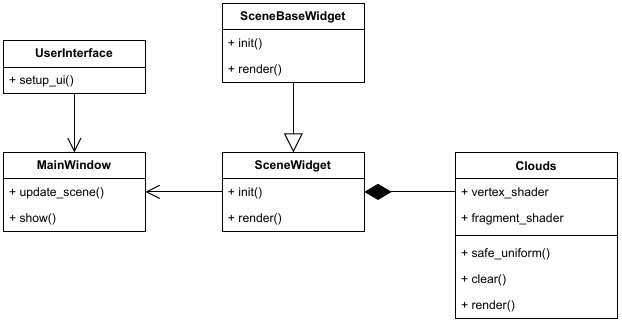 SceneBaseWidget
+ init()
+ render()
UserInterface
+ setup_ui()
MainWindow
+ update_scene()
+ show()
SceneWidget
+ init()
+ render()
Clouds
+ vertex_shader
+ fragment_shader
+ safe_uniform()
+ clear()
+ render()